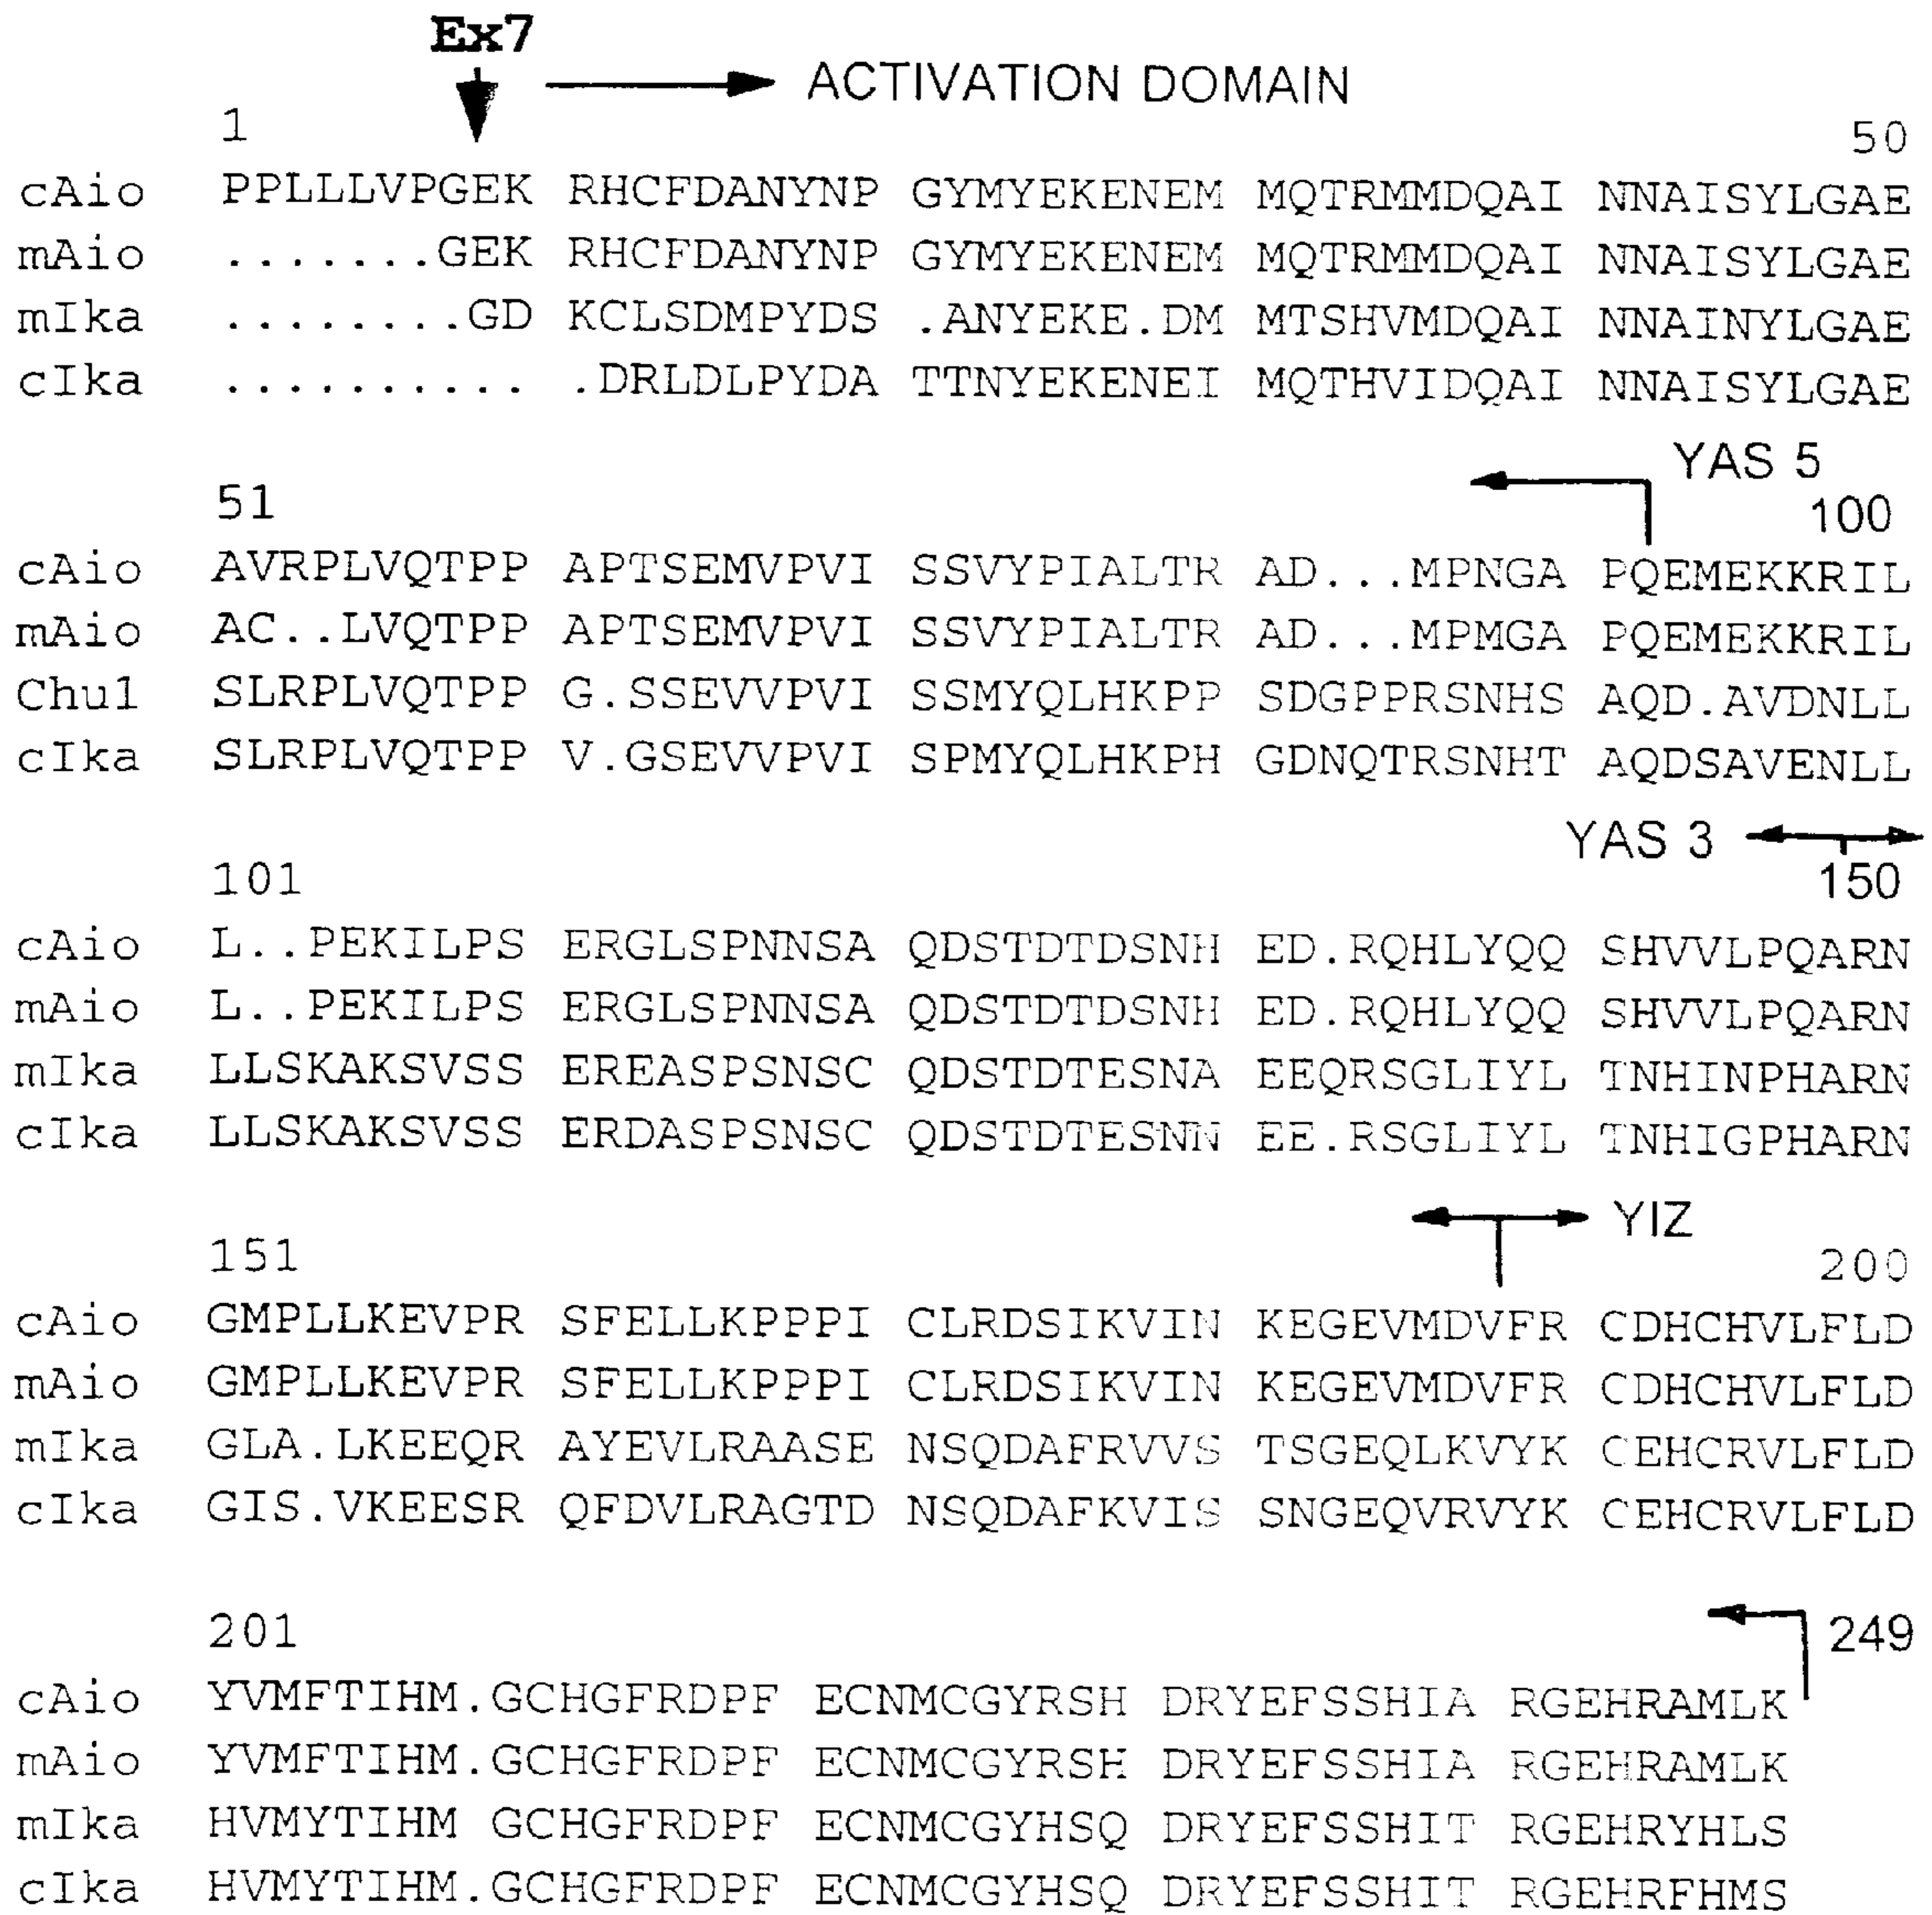 Ex7
ACTIVATION DOMAIN
1 50
cAio PPLLLVPGEK RHCFDANYNP GYMYEKENEM MQTRMMDQAI NNAISYLGAE
mAio .......GEK RHCFDANYNP GYMYEKENEM MQTRMMDQAI NNAISYLGAE
mIka ........GD KCLSDMPYDS .ANYEKE.DM MTSHVMDQAI NNAINYLGAE
cIka .......... .DRLDLPYDA TTNYEKENEI MQTHVIDQAI NNAISYLGAE
YAS 5
51 100
cAio AVRPLVQTPP APTSEMVPVI SSVYPIALTR AD...MPNGA PQEMEKKRIL
mAio AC..LVQTPP APTSEMVPVI SSVYPIALTR AD...MPMGA PQEMEKKRIL
Chu1 SLRPLVQTPP G.SSEVVPVI SSMYQLHKPP SDGPPRSNHS AQD.AVDNLL
cIka SLRPLVQTPP V.GSEVVPVI SPMYQLHKPH GDNQTRSNHT AQDSAVENLL
YAS 3
101 150
cAio L..PEKILPS ERGLSPNNSA QDSTDTDSNH ED.RQHLYQQ SHVVLPQARN
mAio L..PEKILPS ERGLSPNNSA QDSTDTDSNH ED.RQHLYQQ SHVVLPQARN
mIka LLSKAKSVSS EREASPSNSC QDSTDTESNA EEQRSGLIYL TNHINPHARN
cIka LLSKAKSVSS ERDASPSNSC QDSTDTESNN EE.RSGLIYL TNHIGPHARN
YIZ
151 200
cAio GMPLLKEVPR SFELLKPPPI CLRDSIKVIN KEGEVMDVFR CDHCHVLFLD
mAio GMPLLKEVPR SFELLKPPPI CLRDSIKVIN KEGEVMDVFR CDHCHVLFLD
mIka GLA.LKEEQR AYEVLRAASE NSQDAFRVVS TSGEQLKVYK CEHCRVLFLD
cIka GIS.VKEESR QFDVLRAGTD NSQDAFKVIS SNGEQVRVYK CEHCRVLFLD
201 249
cAio YVMFTIHM.GCHGFRDPF ECNMCGYRSH DRYEFSSHIA RGEHRAMLK
mAio YVMFTIHM.GCHGFRDPF ECNMCGYRSH DRYEFSSHIA RGEHRAMLK
mIka HVMYTIHM GCHGFRDPF ECNMCGYHSQ DRYEFSSHIT RGEHRYHLS
cIka HVMYTIHM.GCHGFRDPF ECNMCGYHSQ DRYEFSSHIT RGEHRFHMS